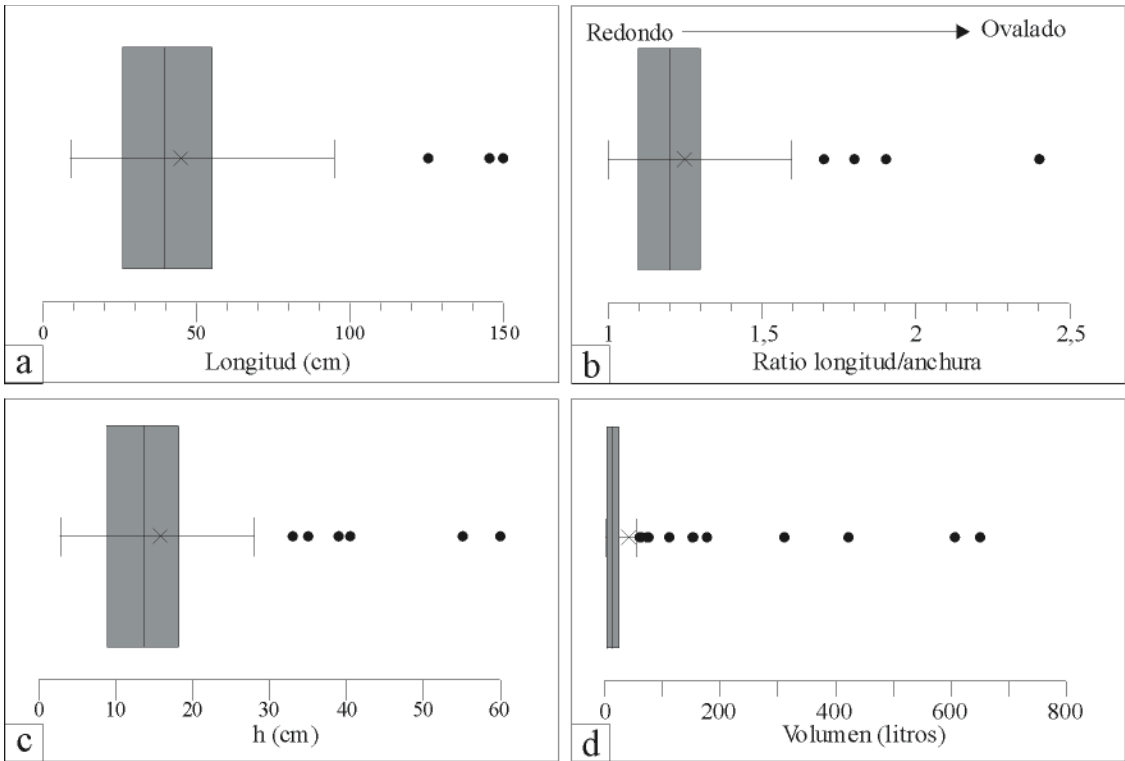 0 50 100 150
Longitud (cm)
a
Redondo Ovalado
1 1,5 2 2,5
Ratio longitud/anchura
b
0 10 20 30 40 50 60
h (cm)
c
0 200 400 600 800
Volumen (litros)
d